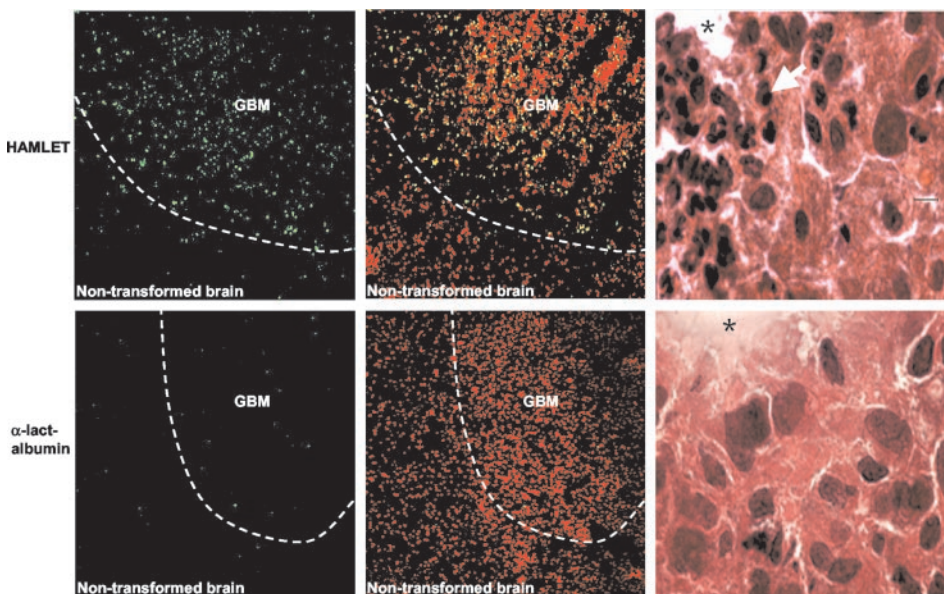 HAMLET
GBM
Non-transformed brain
GBM
Non-transformed brain
*
α-lact-
albumin
GBM
Non-transformed brain
GBM
Non-transformed brain
*